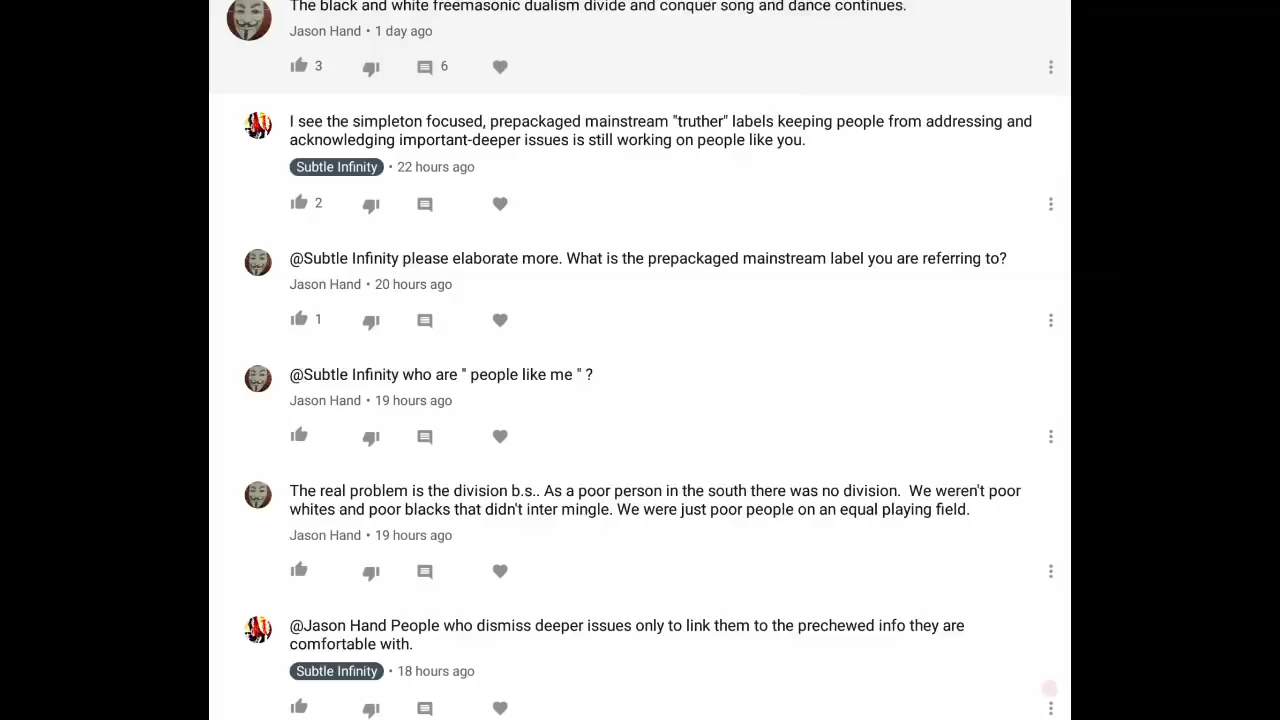 The black and white freemasonic dualism divide and conquer song and dance continues.
Jason Hand • 1 day ago
3 6
I see the simpleton focused, prepackaged mainstream "truther" labels keeping people from addressing and
acknowledging important-deeper issues is still working on people like you.
Subtle Infinity • 22 hours ago
2
@Subtle Infinity please elaborate more. What is the prepackaged mainstream label you are referring to?
Jason Hand • 20 hours ago
1
@Subtle Infinity who are " people like me " ?
Jason Hand • 19 hours ago
The real problem is the division b.s.. As a poor person in the south there was no division.  We weren't poor
whites and poor blacks that didn't inter mingle. We were just poor people on an equal playing field.
Jason Hand • 19 hours ago
@Jason Hand People who dismiss deeper issues only to link them to the prechewed info they are
comfortable with.
Subtle Infinity • 18 hours ago